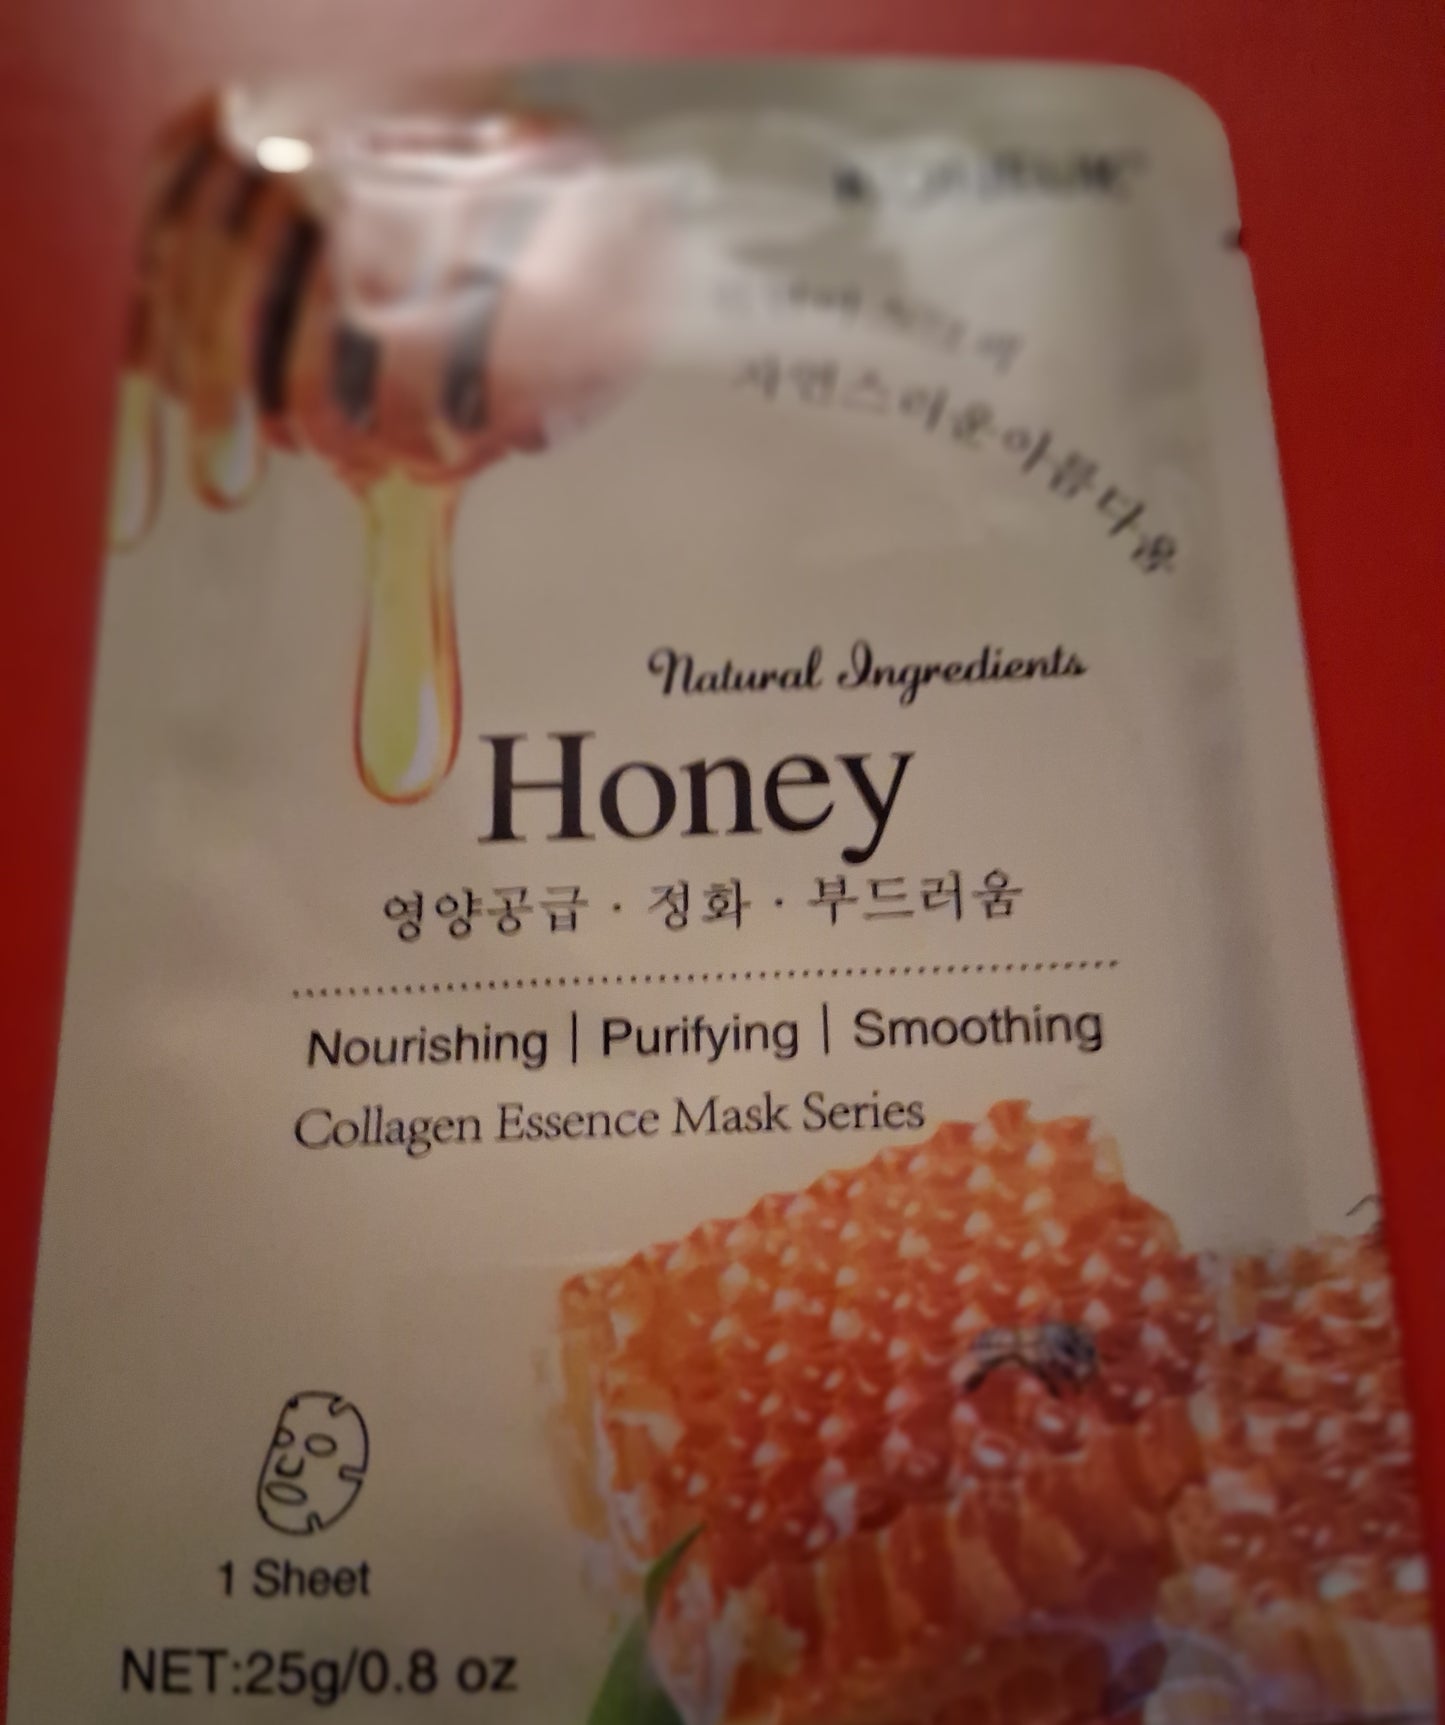 자연스러운 아름다움
Natural Ingredients
Honey
영양공급 · 정화 · 부드러움
Nourishing | Purifying | Smoothing
Collagen Essence Mask Series
1 Sheet
NET:25g/0.8 oz